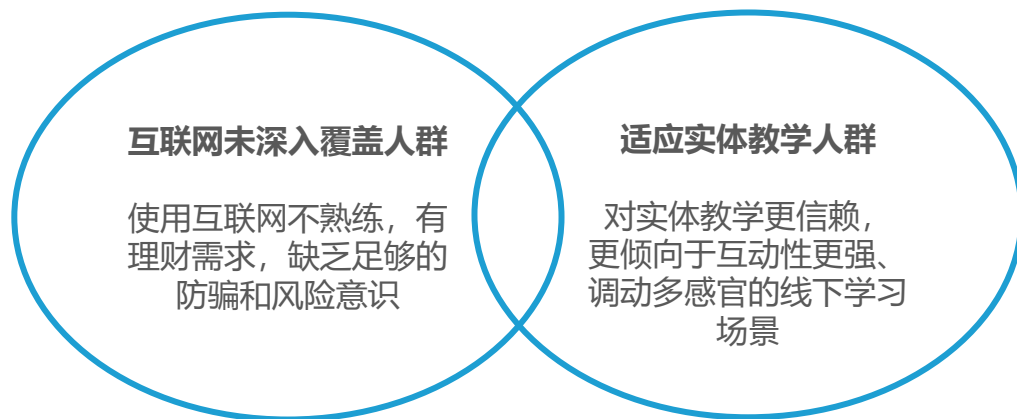 互联网未深入覆盖人群
使用互联网不熟练，有
理财需求，缺乏足够的
防骗和风险意识
适应实体教学人群
对实体教学更信赖，
更倾向于互动性更强、
调动多感官的线下学习
场景